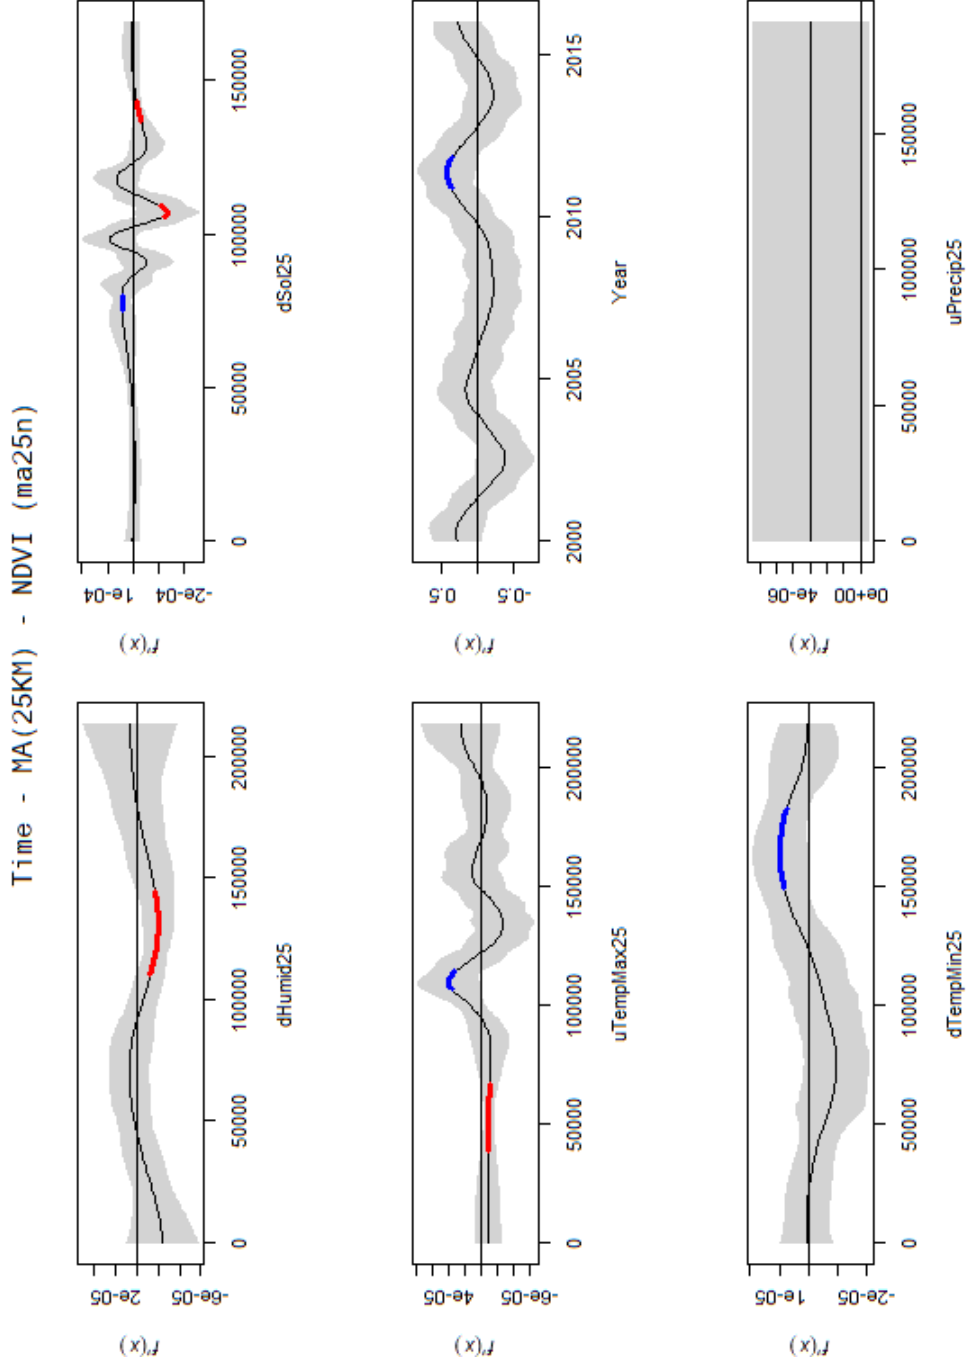 Time - MA(25KM) - NDVI (ma25n)
f'(x)
-6e-05 2e-05
0 50000 100000 150000 200000
dHumid25
f'(x)
-2e-04 1e-04
0 50000 100000 150000
dSol25
f'(x)
-6e-05 4e-05
0 50000 100000 150000 200000
uTempMax25
f'(x)
-0.5 0.5
2000 2005 2010 2015
Year
f'(x)
-2e-05 1e-05
0 50000 100000 150000 200000
dTempMin25
f'(x)
0e+00 4e-06
0 50000 100000 150000
uPrecip25